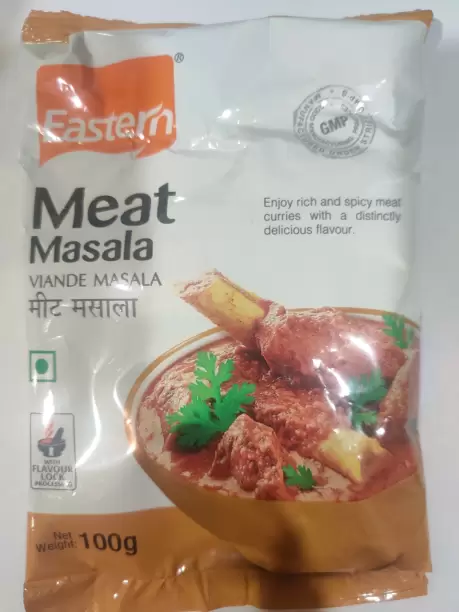 Eastern
®
GMP
Meat
Masala
VIANDE MASALA
मीट मसाला
Enjoy rich and spicy meat
curries with a distinctly
delicious flavour.
WITH
FLAVOUR
LOCK
PROCESSING
Net
Weight: 100g